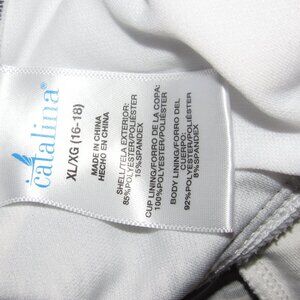 catalina
XL/XG (16-18)
MADE IN CHINA
HECHO EN CHINA
SHELL/TELA EXTERIOR:
85%POLYESTER/POLIÉSTER
15%SPANDEX
CUP LINING/FORRO DE LA COPA:
100%POLYESTER/POLIÉSTER
BODY LINING/FORRO DEL
CUERPO:
92%POLYESTER/POLIÉSTER
8%SPANDEX